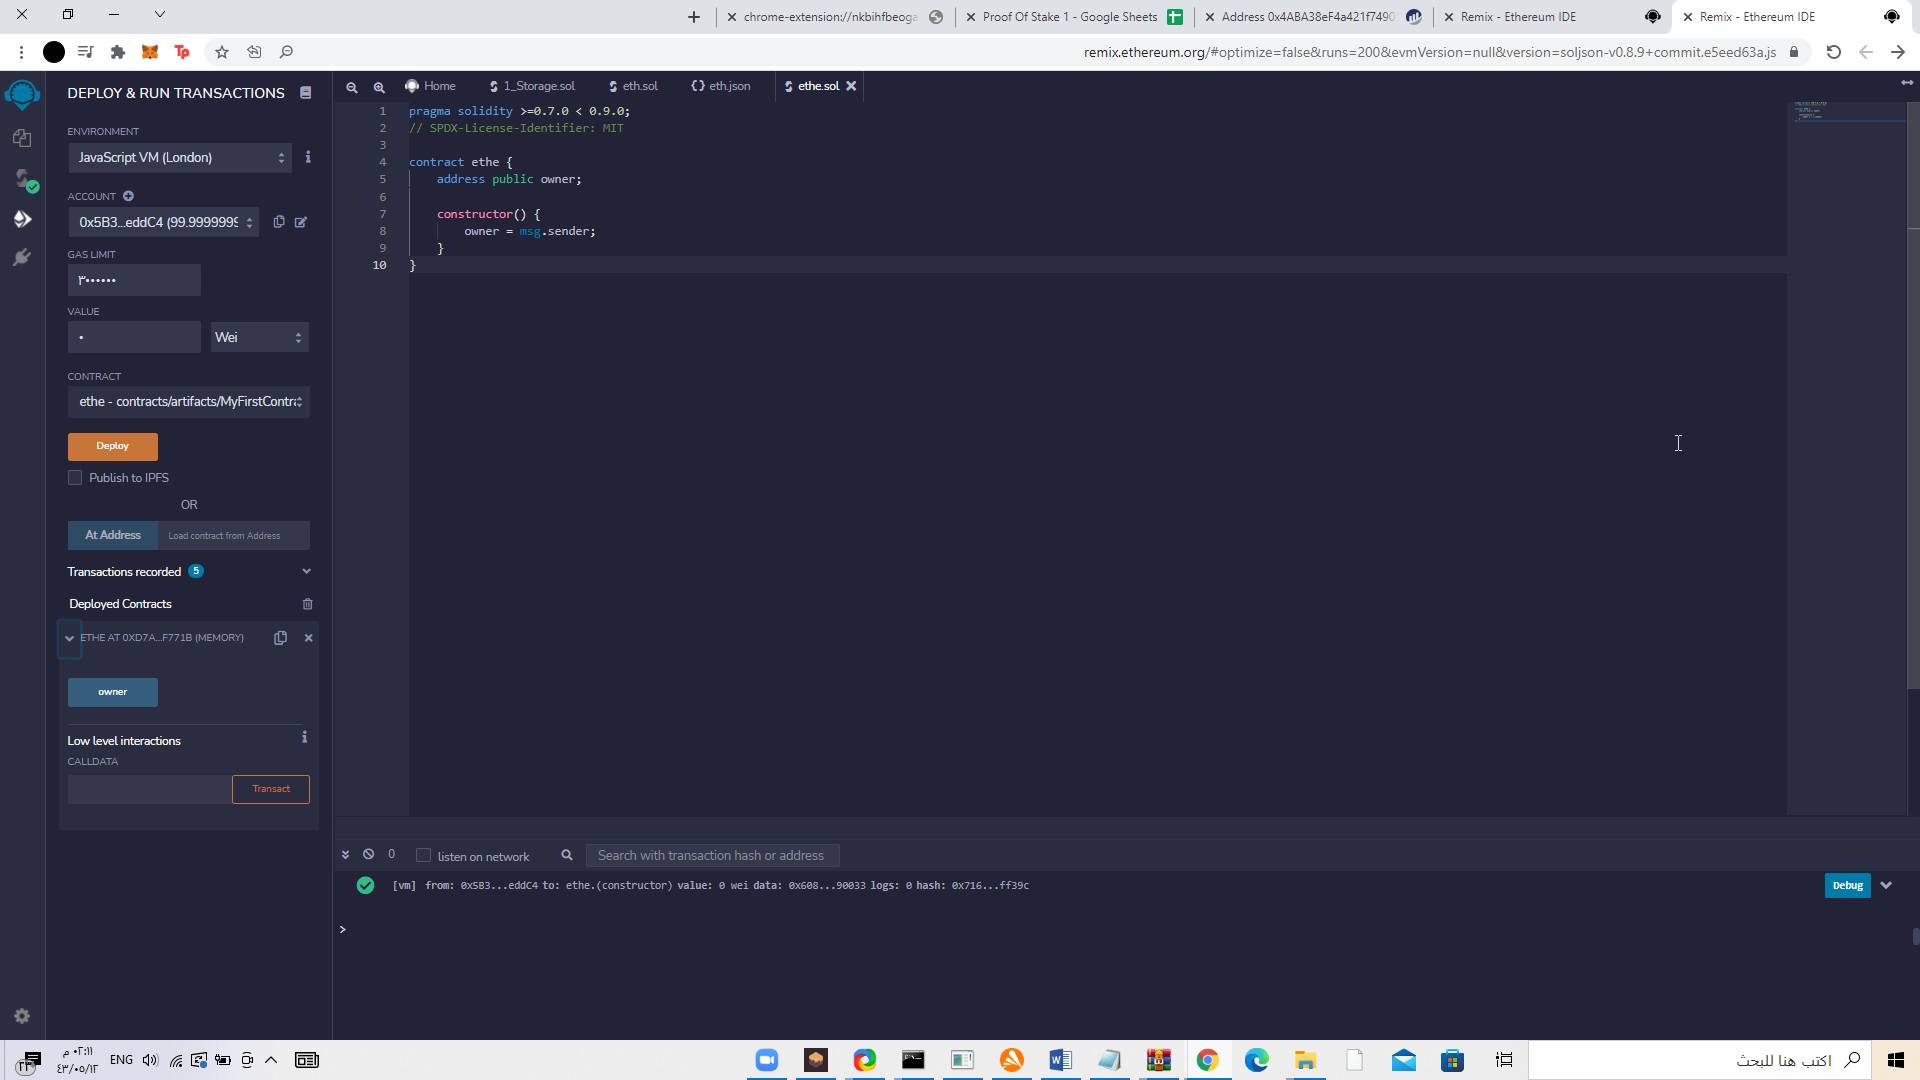 chrome-extension://nkbihfbeoga
Proof Of Stake 1 - Google Sheets
Address 0x4ABA38eF4a421f7490
Remix - Ethereum IDE
Remix - Ethereum IDE
remix.ethereum.org/#optimize=false&runs=200&evmVersion=null&version=soljson-v0.8.9+commit.e5eed63a.js
DEPLOY & RUN TRANSACTIONS
ENVIRONMENT
JavaScript VM (London)
ACCOUNT
0x5B3...eddC4 (99.9999999
GAS LIMIT
٣٠٠٠٠٠٠
VALUE
٠
Wei
CONTRACT
ethe - contracts/artifacts/MyFirstContra
Deploy
Publish to IPFS
OR
At Address
Load contract from Address
Transactions recorded 5
Deployed Contracts
ETHE AT 0XD7A...F771B (MEMORY)
owner
Low level interactions
CALLDATA
Transact
Home
1_Storage.sol
eth.sol
eth.json
ethe.sol
1 pragma solidity >=0.7.0 < 0.9.0;
2 // SPDX-License-Identifier: MIT
3
4 contract ethe {
5 address public owner;
6
7 constructor() {
8 owner = msg.sender;
9 }
10 }
0
listen on network
Search with transaction hash or address
[vm] from: 0x5B3...eddC4 to: ethe.(constructor) value: 0 wei data: 0x608...90033 logs: 0 hash: 0x716...ff39c
Debug
>
٠٢:١١ م
٤٣/٠٥/١٢
ENG
اكتب هنا للبحث